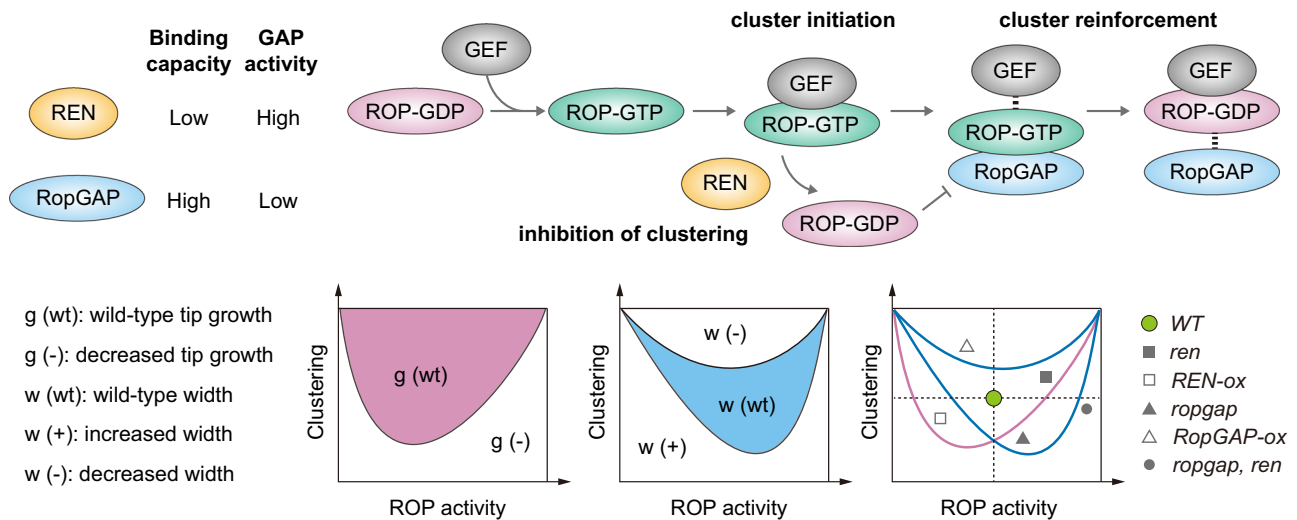 Binding capacity
GAP activity
REN
Low
High
RopGAP
High
Low
cluster initiation
cluster reinforcement
GEF
ROP-GDP
ROP-GTP
GEF
ROP-GTP
GEF
ROP-GTP
RopGAP
GEF
ROP-GDP
RopGAP
REN
ROP-GDP
inhibition of clustering
g (wt): wild-type tip growth
g (-): decreased tip growth
w (wt): wild-type width
w (+): increased width
w (-): decreased width
Clustering
g (wt)
g (-)
ROP activity
Clustering
w (-)
w (wt)
w (+)
ROP activity
Clustering
ROP activity
WT
ren
REN-ox
ropgap
RopGAP-ox
ropgap, ren